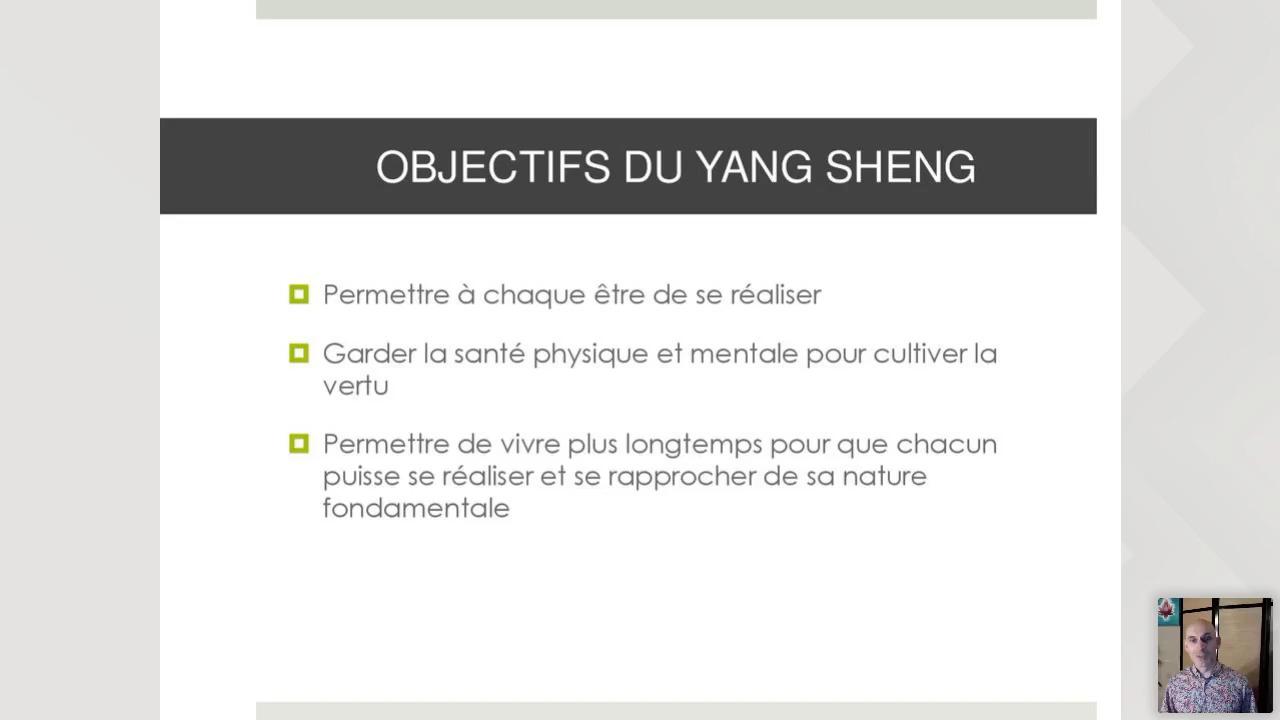 OBJECTIFS DU YANG SHENG
Permettre à chaque être de se réaliser
Garder la santé physique et mentale pour cultiver la
vertu
Permettre de vivre plus longtemps pour que chacun
puisse se réaliser et se rapprocher de sa nature
fondamentale